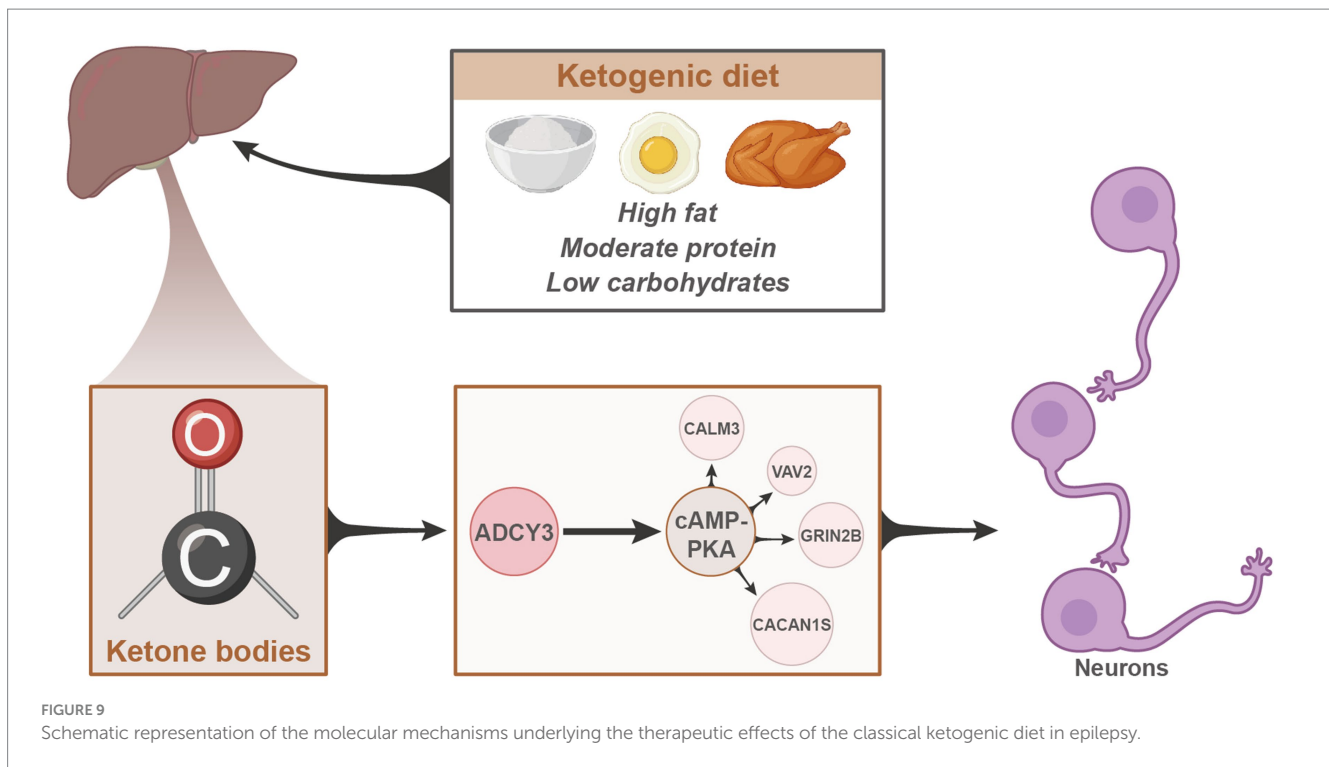 Ketogenic diet
High fat
Moderate protein
Low carbohydrates
O
C
Ketone bodies
ADCY3
cAMP-
PKA
CALM3
VAV2
GRIN2B
CACAN1S
Neurons
FIGURE 9
Schematic representation of the molecular mechanisms underlying the therapeutic effects of the classical ketogenic diet in epilepsy.